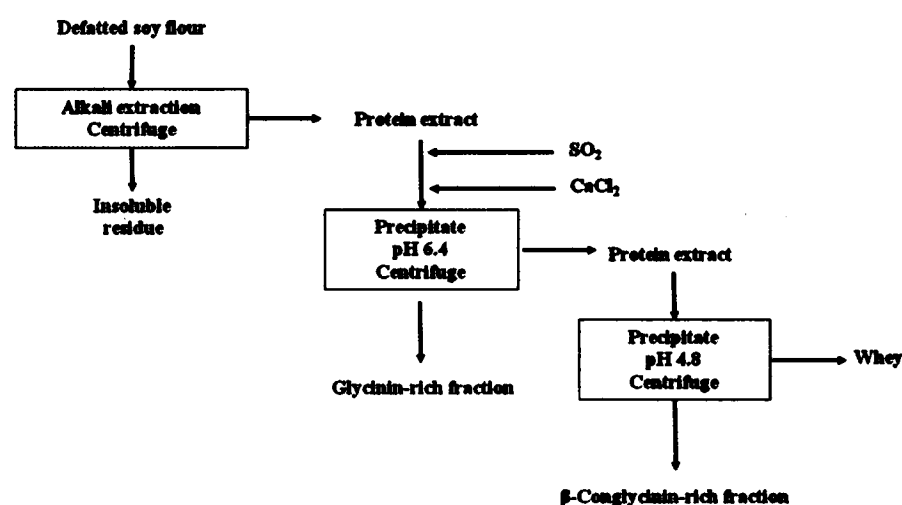 Defatted soy flour
Alkali extraction
Centrifuge
Protein extract
SO₂
CaCl₂
Insoluble
residue
Precipitate
pH 6.4
Centrifuge
Protein extract
Glycinin-rich fraction
Precipitate
pH 4.8
Centrifuge
Whey
β-Conglycinin-rich fraction